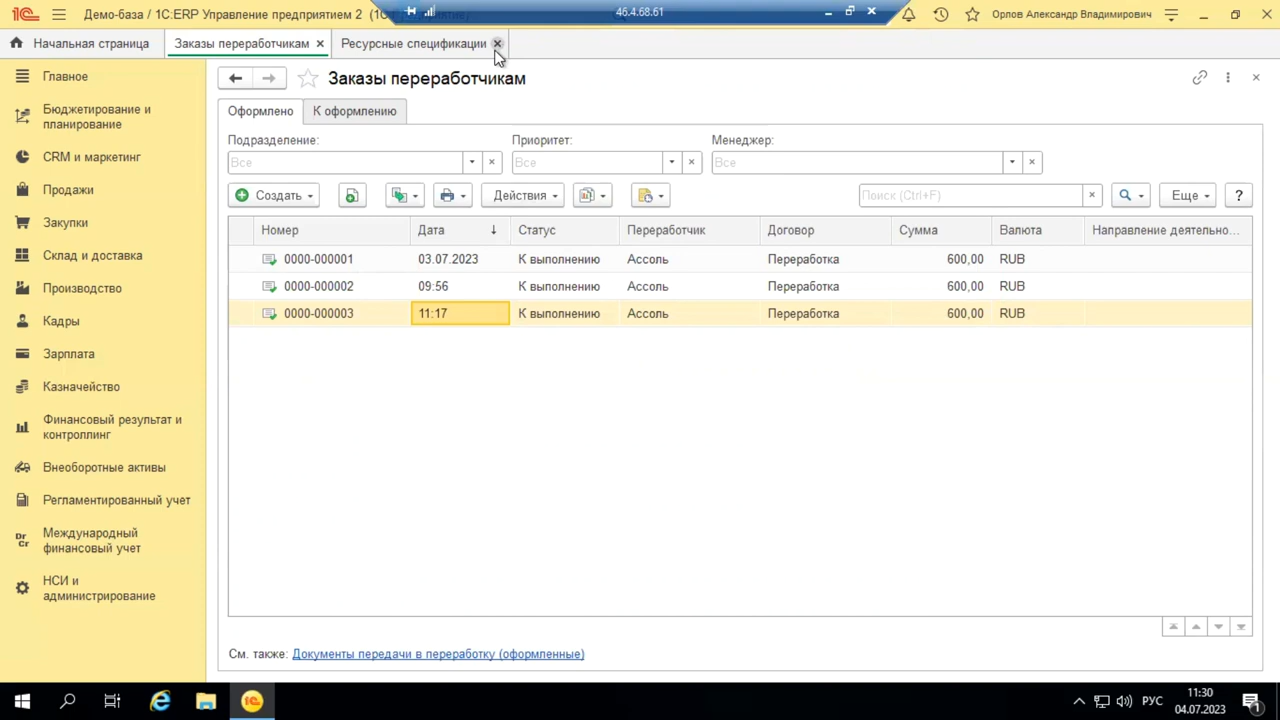 Демо-база / 1С:ERP Управление предприятием 2 (1С:Предприятие)
46.4.68.61
Орлов Александр Владимирович
Начальная страница
Заказы переработчикам
Ресурсные спецификации
Главное
Бюджетирование и
планирование
CRM и маркетинг
Продажи
Закупки
Склад и доставка
Производство
Кадры
Зарплата
Казначейство
Финансовый результат и
контроллинг
Внеоборотные активы
Регламентированный учет
Dr
Cr
Международный
финансовый учет
НСИ и
администрирование
Заказы переработчикам
Оформлено
К оформлению
Подразделение:
Приоритет:
Менеджер:
Все
Все
Все
Создать
Действия
Поиск (Ctrl+F)
Еще
?
Номер
Дата
Статус
Переработчик
Договор
Сумма
Валюта
Направление деятельно...
0000-000001 03.07.2023 К выполнению Ассоль Переработка 600,00 RUB
0000-000002 09:56 К выполнению Ассоль Переработка 600,00 RUB
0000-000003 11:17 К выполнению Ассоль Переработка 600,00 RUB
См. также: Документы передачи в переработку (оформленные)
РУС
11:30
04.07.2023
1